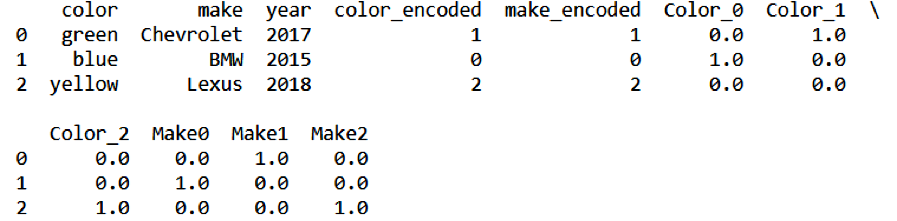 color make year color_encoded make_encoded Color_0 Color_1 \
0 green Chevrolet 2017 1 1 0.0 1.0
1 blue BMW 2015 0 0 1.0 0.0
2 yellow Lexus 2018 2 2 0.0 0.0
Color_2 Make0 Make1 Make2
0 0.0 0.0 1.0 0.0
1 0.0 1.0 0.0 0.0
2 1.0 0.0 0.0 1.0